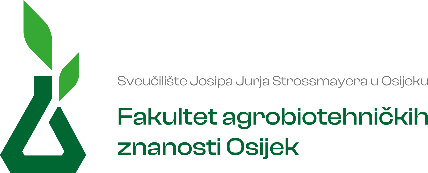 Sveučilište Josipa Jurja Strossmayera u Osijeku
Fakultet agrobiotehničkih
znanosti Osijek